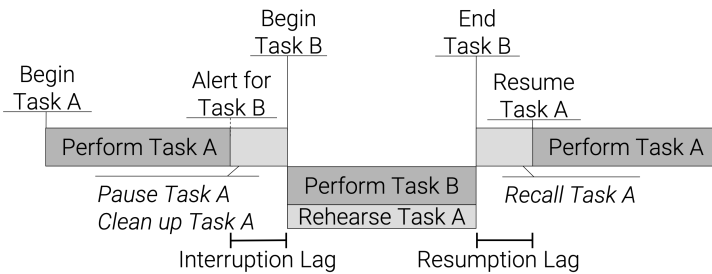 Begin
Task A
Alert for
Task B
Begin
Task B
End
Task B
Resume
Task A
Perform Task A
Perform Task A
Pause Task A
Clean up Task A
Perform Task B
Rehearse Task A
Recall Task A
Interruption Lag
Resumption Lag